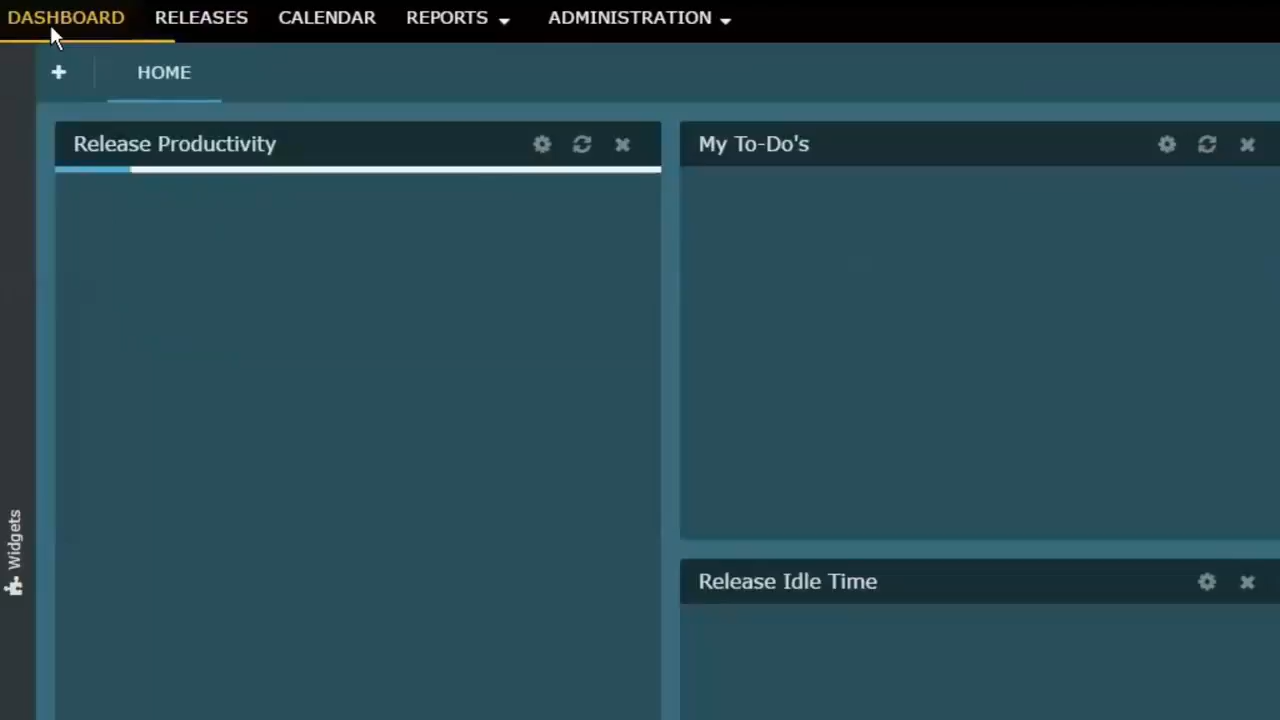 DASHBOARD RELEASES CALENDAR REPORTS ADMINISTRATION
HOME
Release Productivity
My To-Do's
Widgets
Release Idle Time